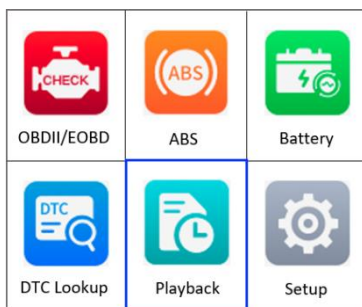 CHECK
ABS
OBDII/EOBD
ABS
Battery
DTC
DTC Lookup
Playback
Setup